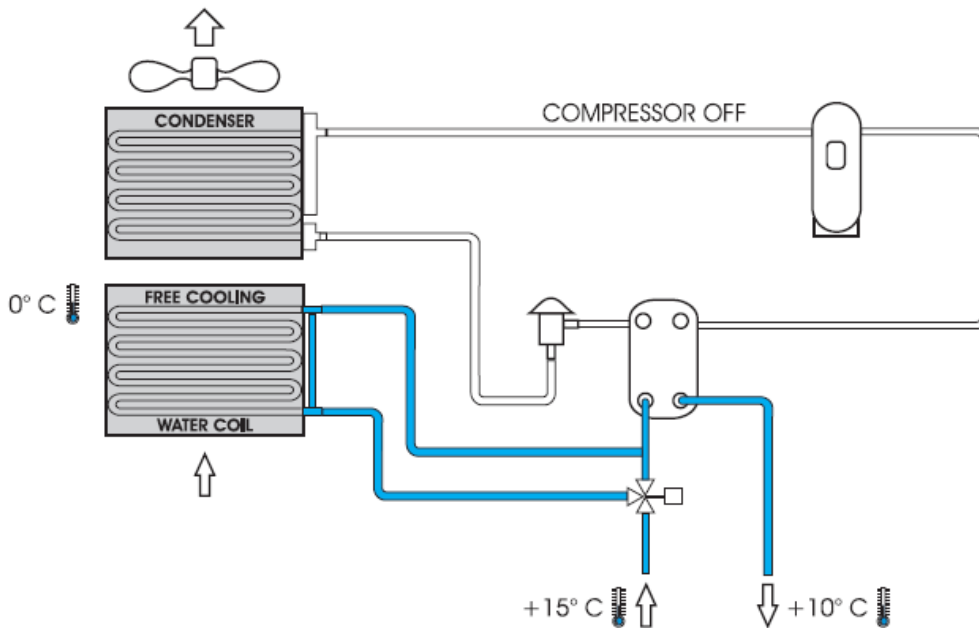 CONDENSER
COMPRESSOR OFF
0° C
FREE COOLING
WATER COIL
+15° C
+10° C